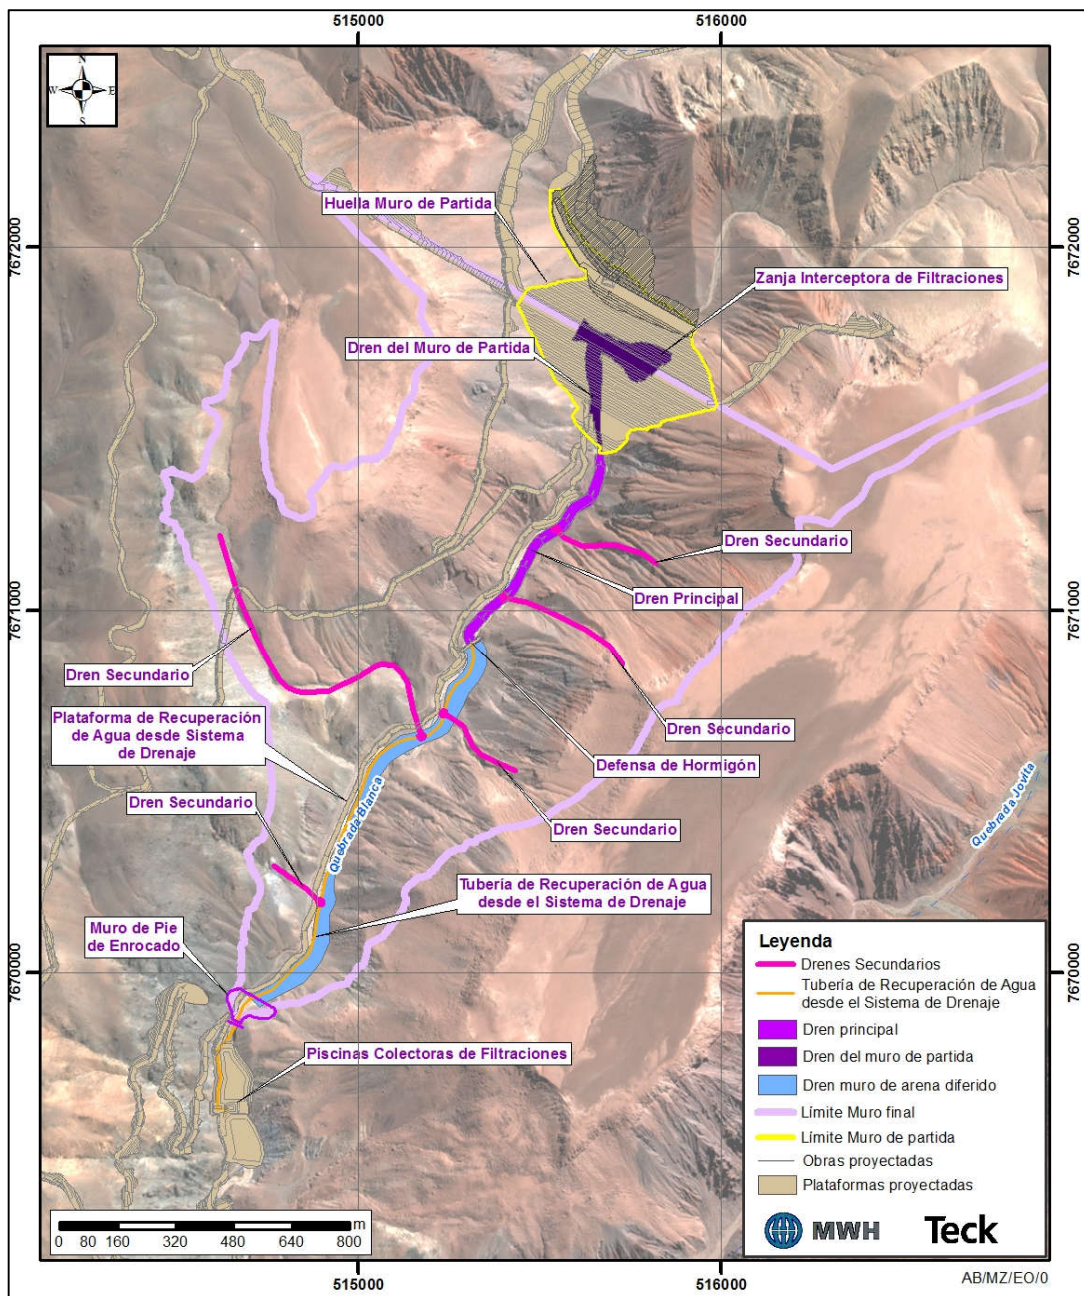 515000
516000
N
W
E
S
Huella Muro de Partida
7672000
7672000
Zanja Interceptora de Filtraciones
Dren del Muro de Partida
Dren Secundario
Dren Principal
7671000
7671000
Dren Secundario
Plataforma de Recuperación
de Agua desde Sistema
de Drenaje
Dren Secundario
Defensa de Hormigón
Dren Secundario
Quebrada Blanca
Dren Secundario
Quebrada Jovita
Tubería de Recuperación de Agua
desde el Sistema de Drenaje
Muro de Pie
de Enrocado
7670000
7670000
Piscinas Colectoras de Filtraciones
Leyenda
Drenes Secundarios
Tubería de Recuperación de Agua
desde el Sistema de Drenaje
Dren principal
Dren del muro de partida
Dren muro de arena diferido
Límite Muro final
Límite Muro de partida
Obras proyectadas
Plataformas proyectadas
MWH
Teck
m
0 80 160 320 480 640 800
515000
516000
AB/MZ/EO/0